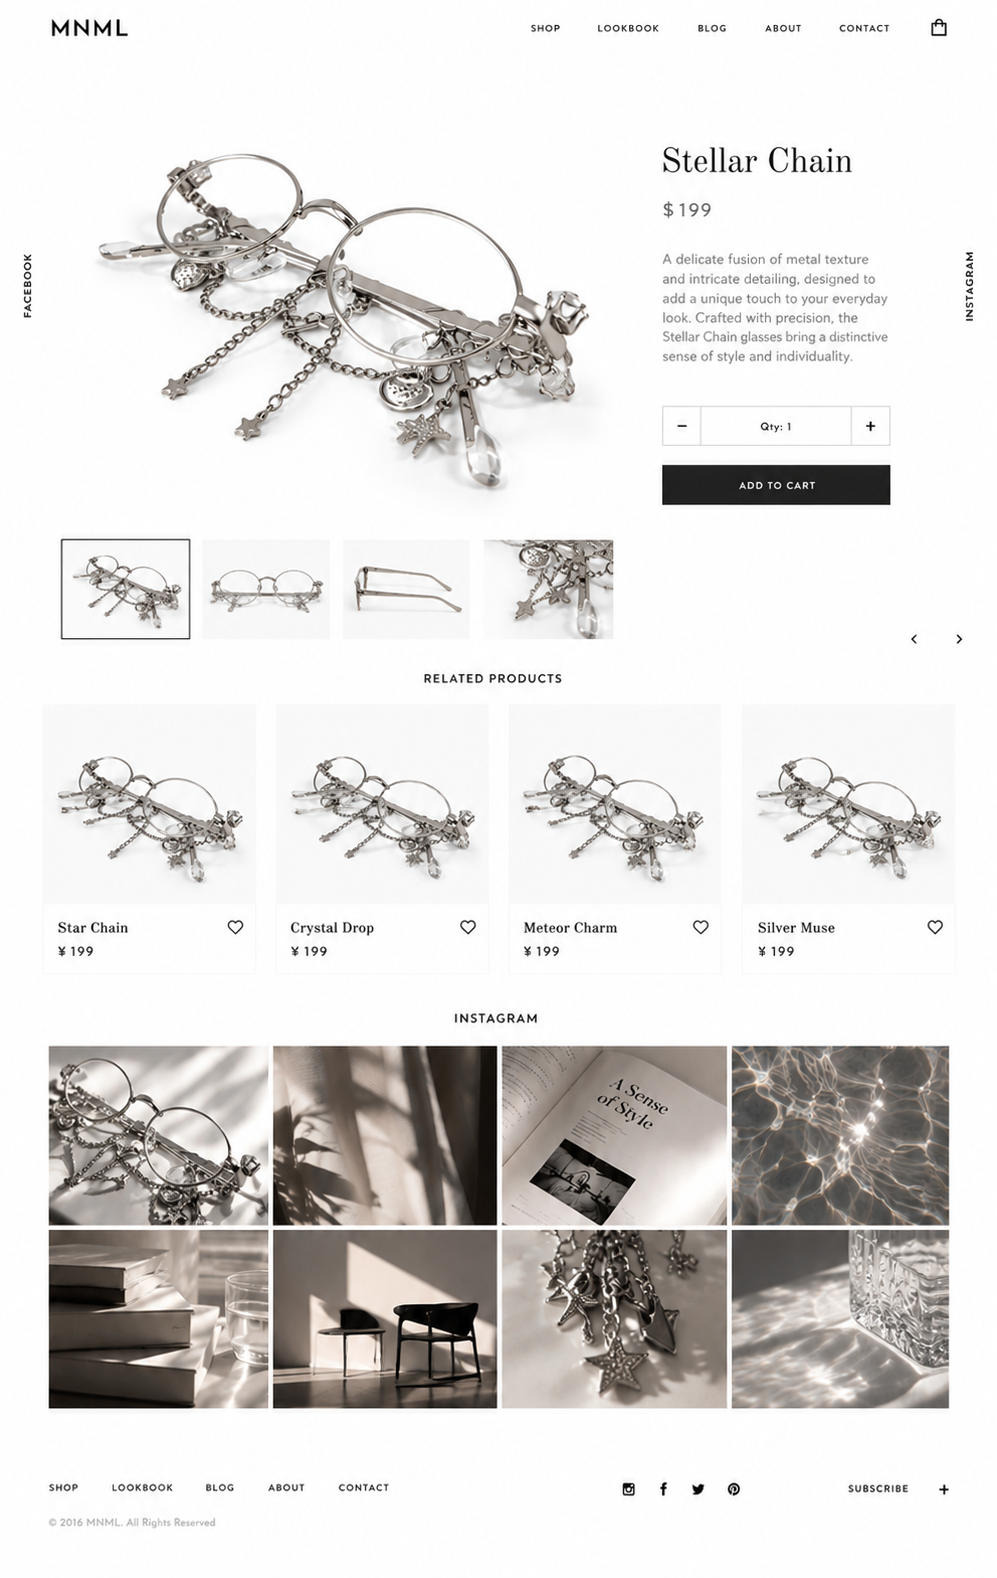 MNML
SHOP LOOKBOOK BLOG ABOUT CONTACT
Stellar Chain
$ 199
A delicate fusion of metal texture
and intricate detailing, designed to
add a unique touch to your everyday
look. Crafted with precision, the
Stellar Chain glasses bring a distinctive
sense of style and individuality.
FACEBOOK
INSTAGRAM
− Qty: 1 +
ADD TO CART
< >
RELATED PRODUCTS
Star Chain
¥ 199
Crystal Drop
¥ 199
Meteor Charm
¥ 199
Silver Muse
¥ 199
INSTAGRAM
A Sense
of Style
SHOP LOOKBOOK BLOG ABOUT CONTACT
SUBSCRIBE +
© 2016 MNML. All Rights Reserved